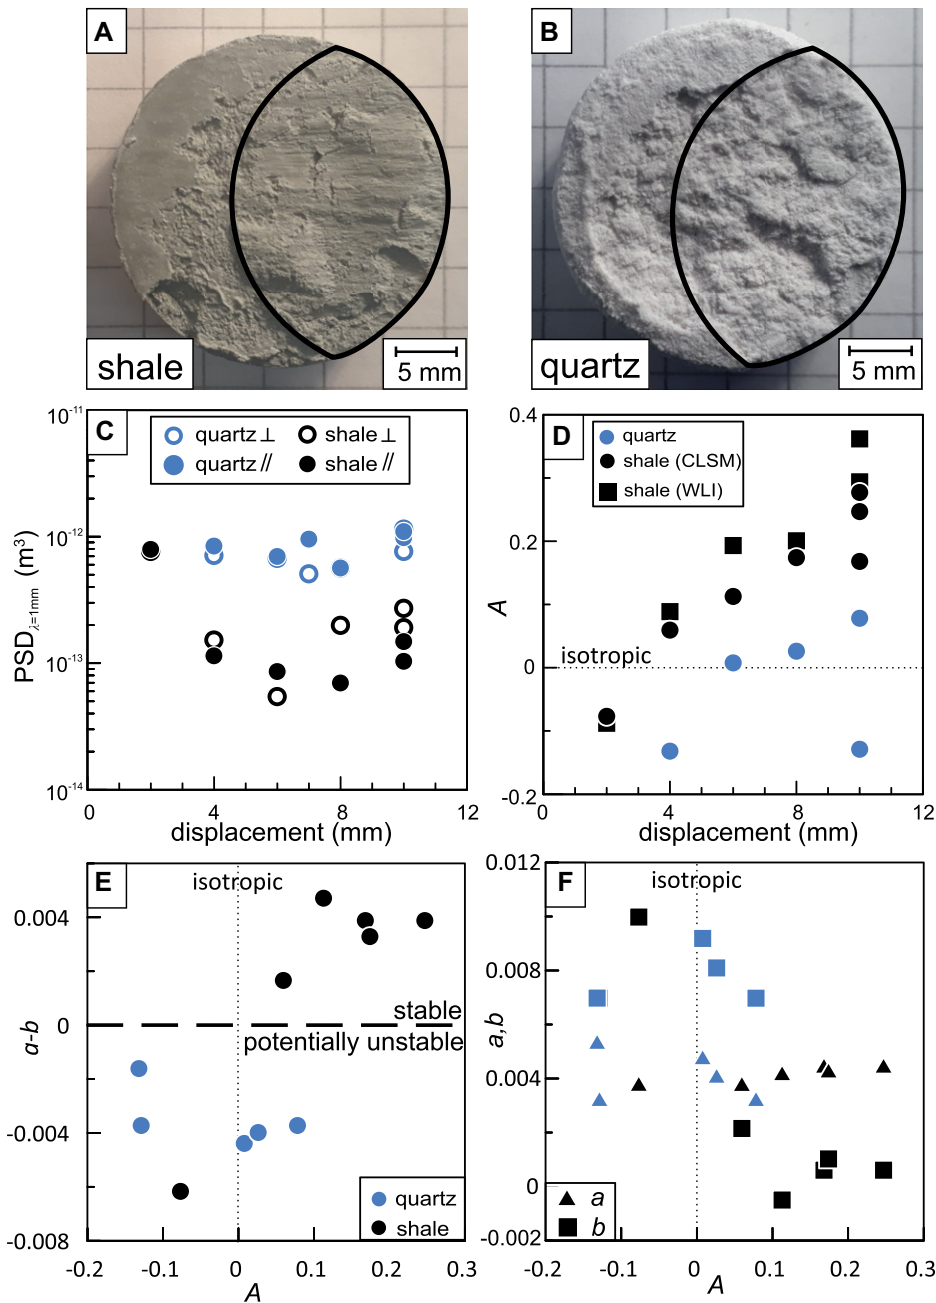 A
shale
5 mm
B
quartz
5 mm
C
quartz ⊥
shale ⊥
quartz //
shale //
10⁻¹¹
10⁻¹²
10⁻¹³
10⁻¹⁴
PSD λ=1mm (m³)
0
4
8
12
displacement (mm)
D
quartz
shale (CLSM)
shale (WLI)
0.4
0.2
0
-0.2
A
isotropic
0
4
8
12
displacement (mm)
E
isotropic
0.004
0
-0.004
-0.008
a-b
stable
potentially unstable
quartz
shale
-0.2
-0.1
0
0.1
0.2
0.3
A
F
isotropic
0.012
0.008
0.004
0
-0.002
a,b
a
b
-0.2
-0.1
0
0.1
0.2
0.3
A